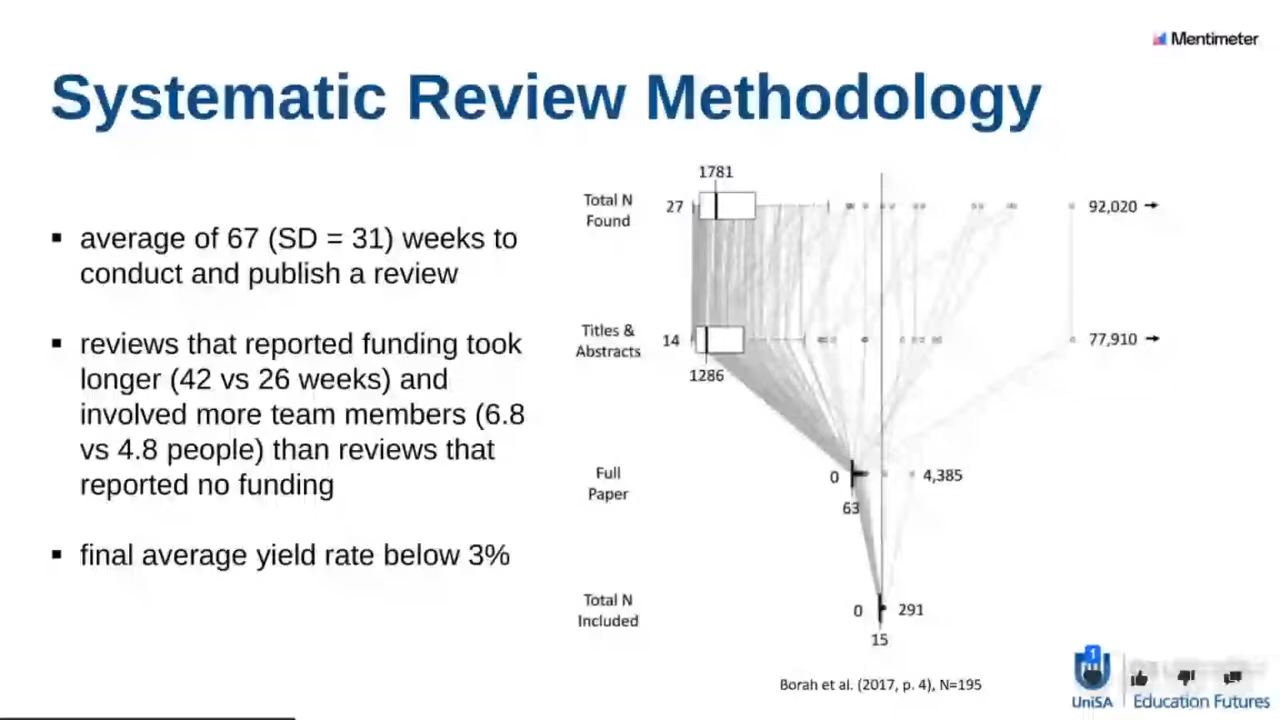 Mentimeter
Systematic Review Methodology
▪ average of 67 (SD = 31) weeks to
conduct and publish a review
▪ reviews that reported funding took
longer (42 vs 26 weeks) and
involved more team members (6.8
vs 4.8 people) than reviews that
reported no funding
▪ final average yield rate below 3%
1781
Total N
Found
27
92,020
Titles &
Abstracts
14
77,910
1286
Full
Paper
0
4,385
63
Total N
Included
0
291
15
Borah et al. (2017, p. 4), N=195
1
UniSA
Education Futures